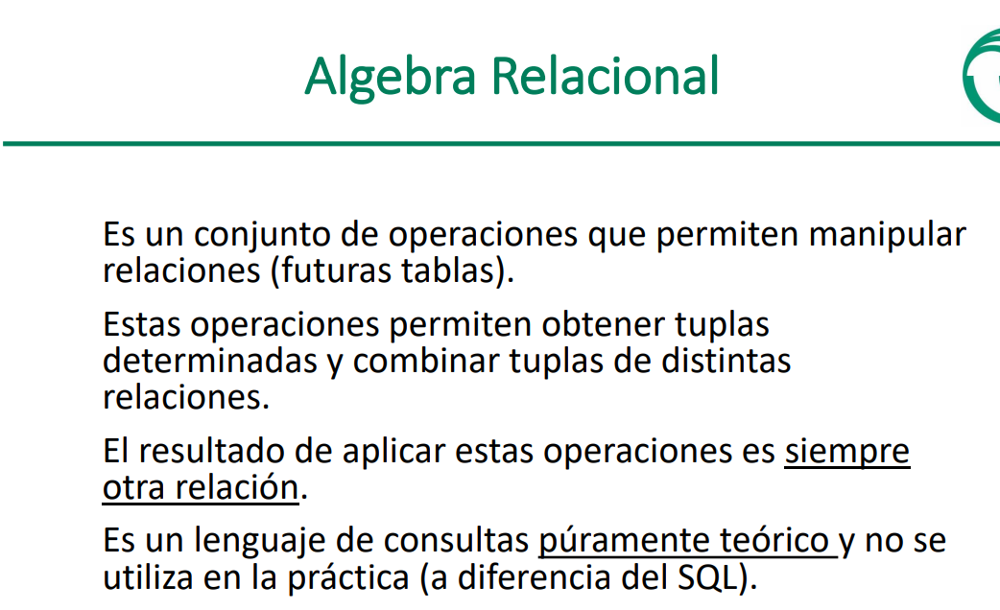 Algebra Relacional
Es un conjunto de operaciones que permiten manipular
relaciones (futuras tablas).
Estas operaciones permiten obtener tuplas
determinadas y combinar tuplas de distintas
relaciones.
El resultado de aplicar estas operaciones es siempre
otra relación.
Es un lenguaje de consultas púramente teórico y no se
utiliza en la práctica (a diferencia del SQL).